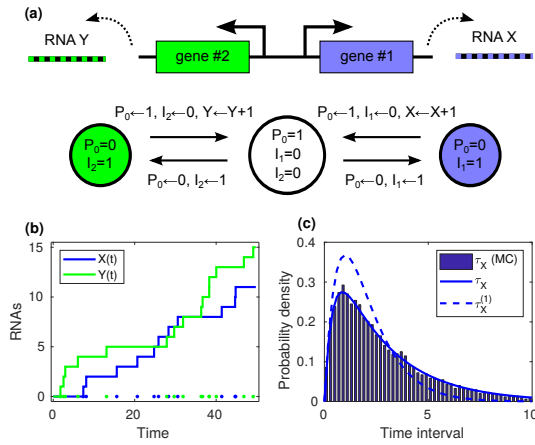 (a)
RNA Y
gene #2
gene #1
RNA X
P₀←1, I₂←0, Y←Y+1
P₀←1, I₁←0, X←X+1
P₀=0
I₂=1
P₀=1
I₁=0
I₂=0
P₀=0
I₁=1
P₀←0, I₂←1
P₀←0, I₁←1
(b)
15
10
5
0
RNAs
X(t)
Y(t)
0
20
40
Time
(c)
0.4
0.3
0.2
0.1
0
Probability density
τ_X (MC)
τ_X
τ_X^(1)
0
5
10
Time interval